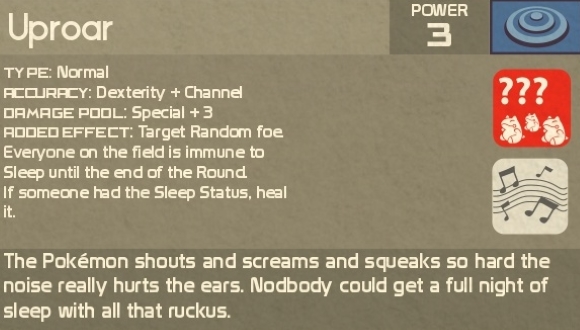 Uproar
POWER
3
TYPE: Normal
ACCURACY: Dexterity + Channel
DAMAGE POOL: Special + 3
ADDED EFFECT: Target Random foe.
Everyone on the field is immune to
Sleep until the end of the Round.
If someone had the Sleep Status, heal
it.
???
The Pokémon shouts and screams and squeaks so hard the
noise really hurts the ears. Nodbody could get a full night of
sleep with all that ruckus.